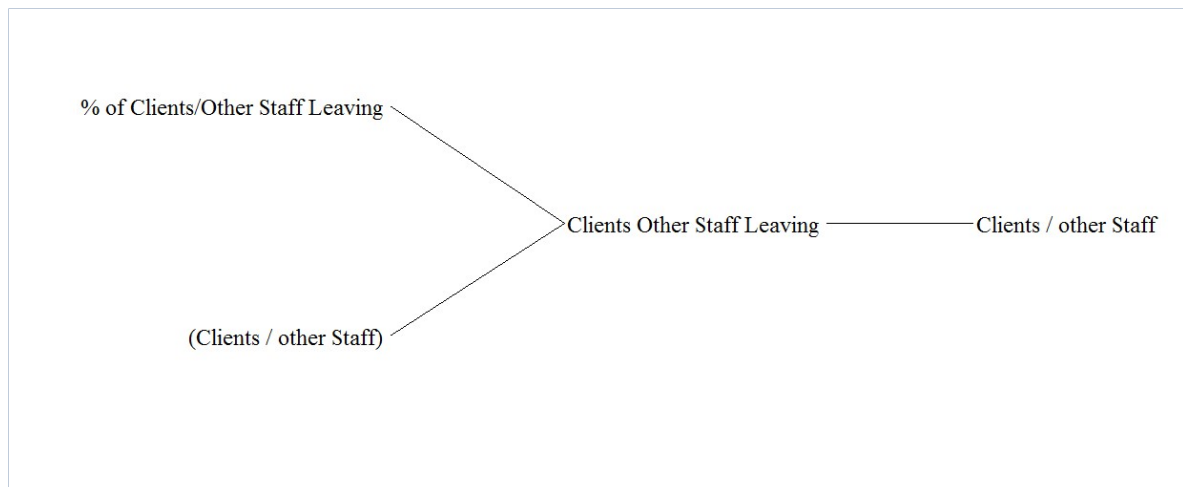 % of Clients/Other Staff Leaving
Clients Other Staff Leaving
Clients / other Staff
(Clients / other Staff)